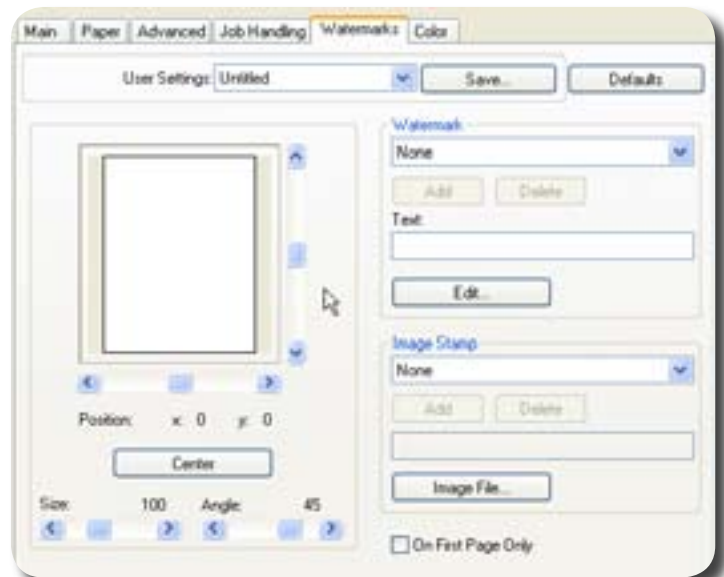 Main Paper Advanced Job Handling Watermarks Color
User Settings: Untitled Save... Defaults
Watermark
None
Add Delete
Text:
Edit...
Image Stamp
None
Add Delete
Image File...
On First Page Only
Position: x: 0 y: 0
Center
Size: 100 Angle: 45